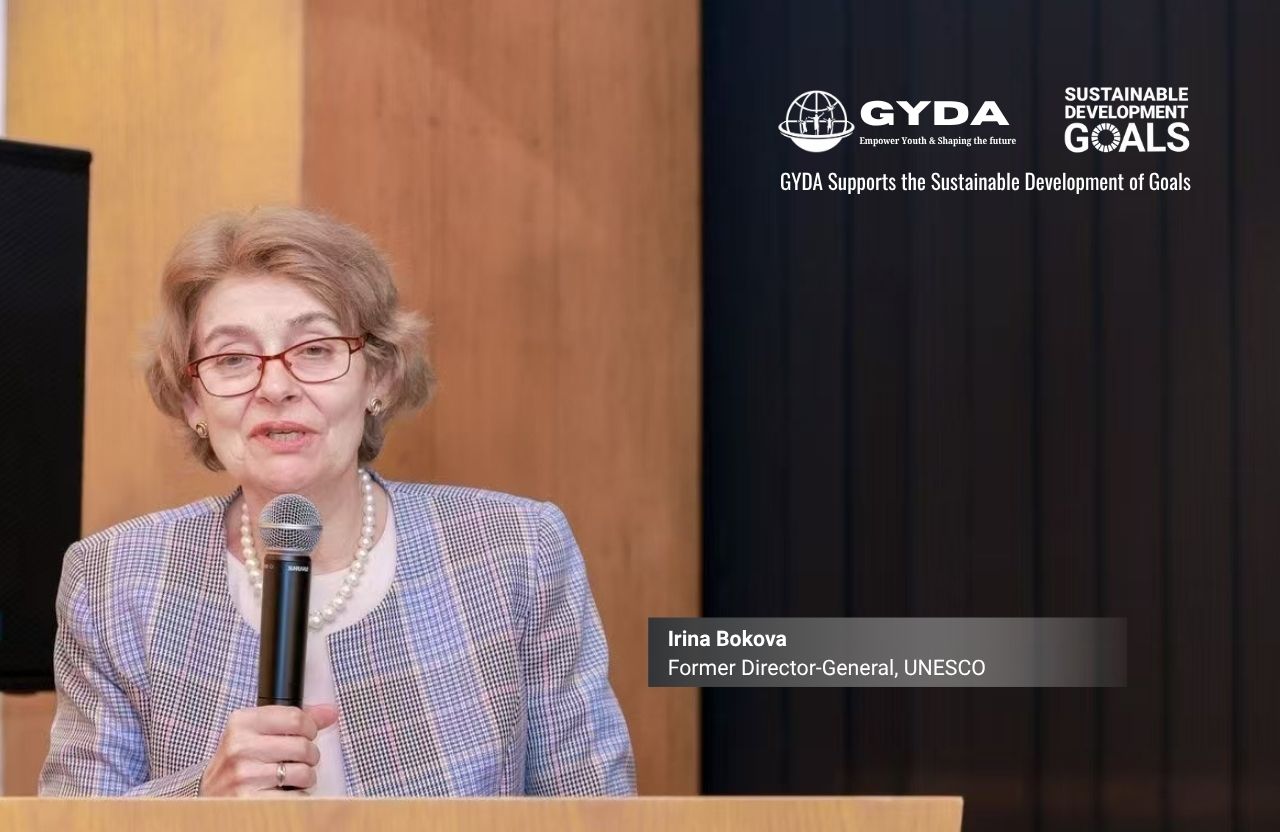 GYDA
Empower Youth & Shaping the future
SUSTAINABLE
DEVELOPMENT
GOALS
GYDA Supports the Sustainable Development of Goals
Irina Bokova
Former Director-General, UNESCO